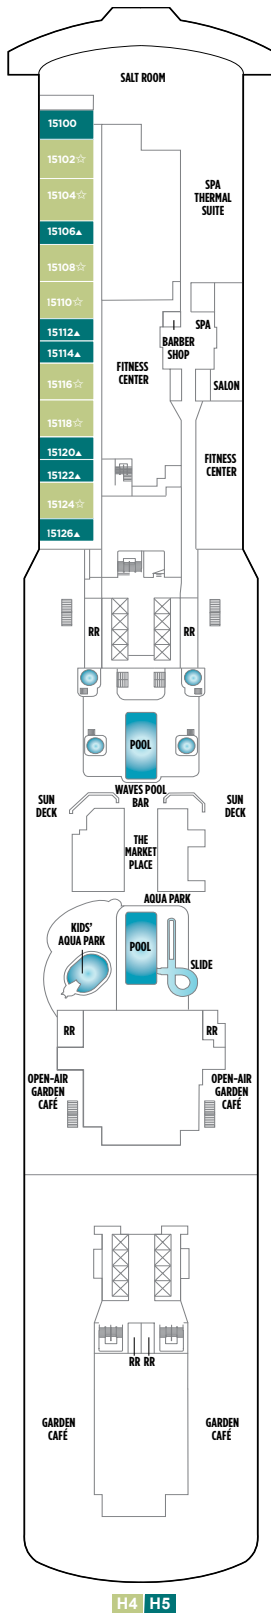 SALT ROOM
15100
15102☆
15104☆
SPA
THERMAL
SUITE
15106▲
15108☆
15110☆
15112▲
SPA
BARBER
SHOP
15114▲
FITNESS
CENTER
15116☆
SALON
15118☆
15120▲
FITNESS
CENTER
15122▲
15124☆
15126▲
RR
RR
POOL
WAVES POOL
BAR
SUN
DECK
SUN
DECK
THE
MARKET
PLACE
AQUA PARK
KIDS'
AQUA PARK
POOL
SLIDE
RR
RR
OPEN-AIR
GARDEN
CAFÉ
OPEN-AIR
GARDEN
CAFÉ
RR RR
GARDEN
CAFÉ
GARDEN
CAFÉ
H4 H5